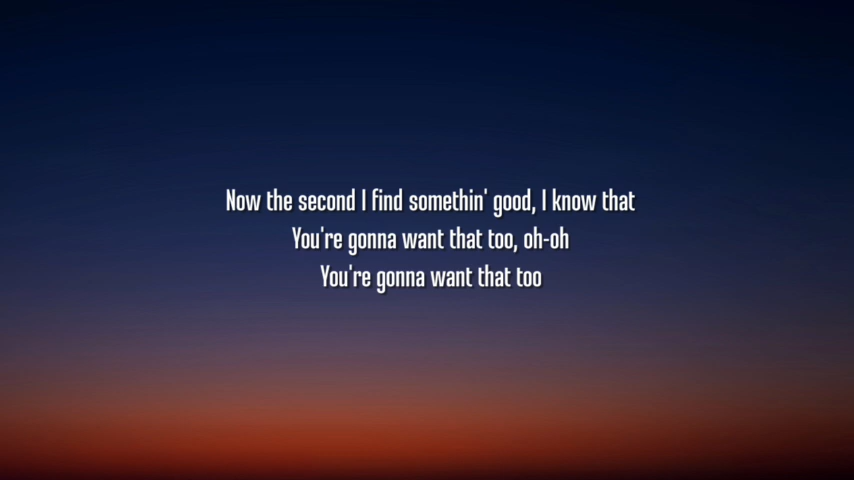 Now the second I find somethin' good, I know that
You're gonna want that too, oh-oh
You're gonna want that too